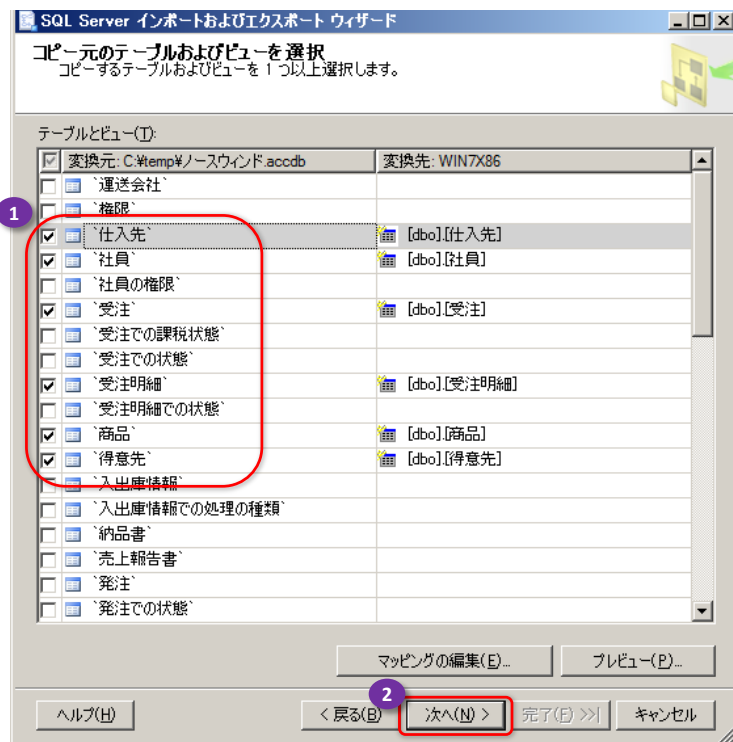 SQL Server インポートおよびエクスポート ウィザード
コピー元のテーブルおよびビューを選択
コピーするテーブルおよびビューを 1 つ以上選択します。
テーブルとビュー(T):
変換元: C:¥temp¥ノースウィンド.accdb 変換先: WIN7X86
`運送会社`
1
`権限`
`仕入先` [dbo].[仕入先]
`社員` [dbo].[社員]
`社員の権限`
`受注` [dbo].[受注]
`受注での課税状態`
`受注での状態`
`受注明細` [dbo].[受注明細]
`受注明細での状態`
`商品` [dbo].[商品]
`得意先` [dbo].[得意先]
`入出庫情報`
`入出庫情報での処理の種類`
`納品書`
`売上報告書`
`発注`
`発注での状態`
マッピングの編集(E)... プレビュー(P)...
2
ヘルプ(H) < 戻る(B) 次へ(N) > 完了(F) >>| キャンセル